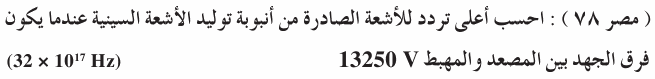 ( مصر ٧٨ ) : احسب أعلى تردد للأشعة الصادرة من أنبوبة توليد الأشعة السينية عندما يكون
فرق الجهد بين المصعد والمهبط 13250 V (32 × 10¹⁷ Hz)